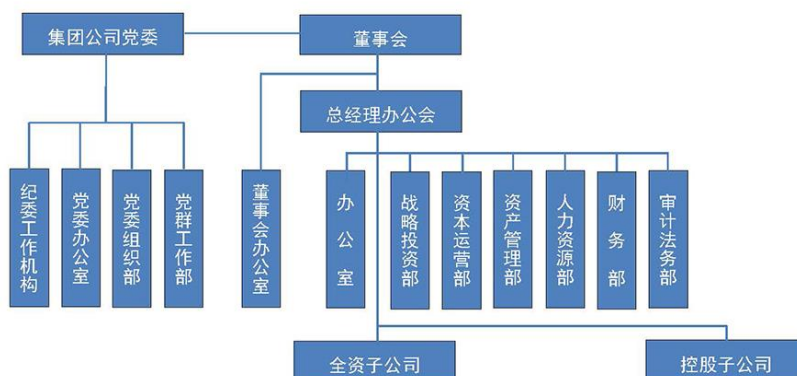 集团公司党委
董事会
总经理办公会
纪委工作机构
党委办公室
党委组织部
党群工作部
董事会办公室
办公室
战略投资部
资本运营部
资产管理部
人力资源部
财务部
审计法务部
全资子公司
控股子公司